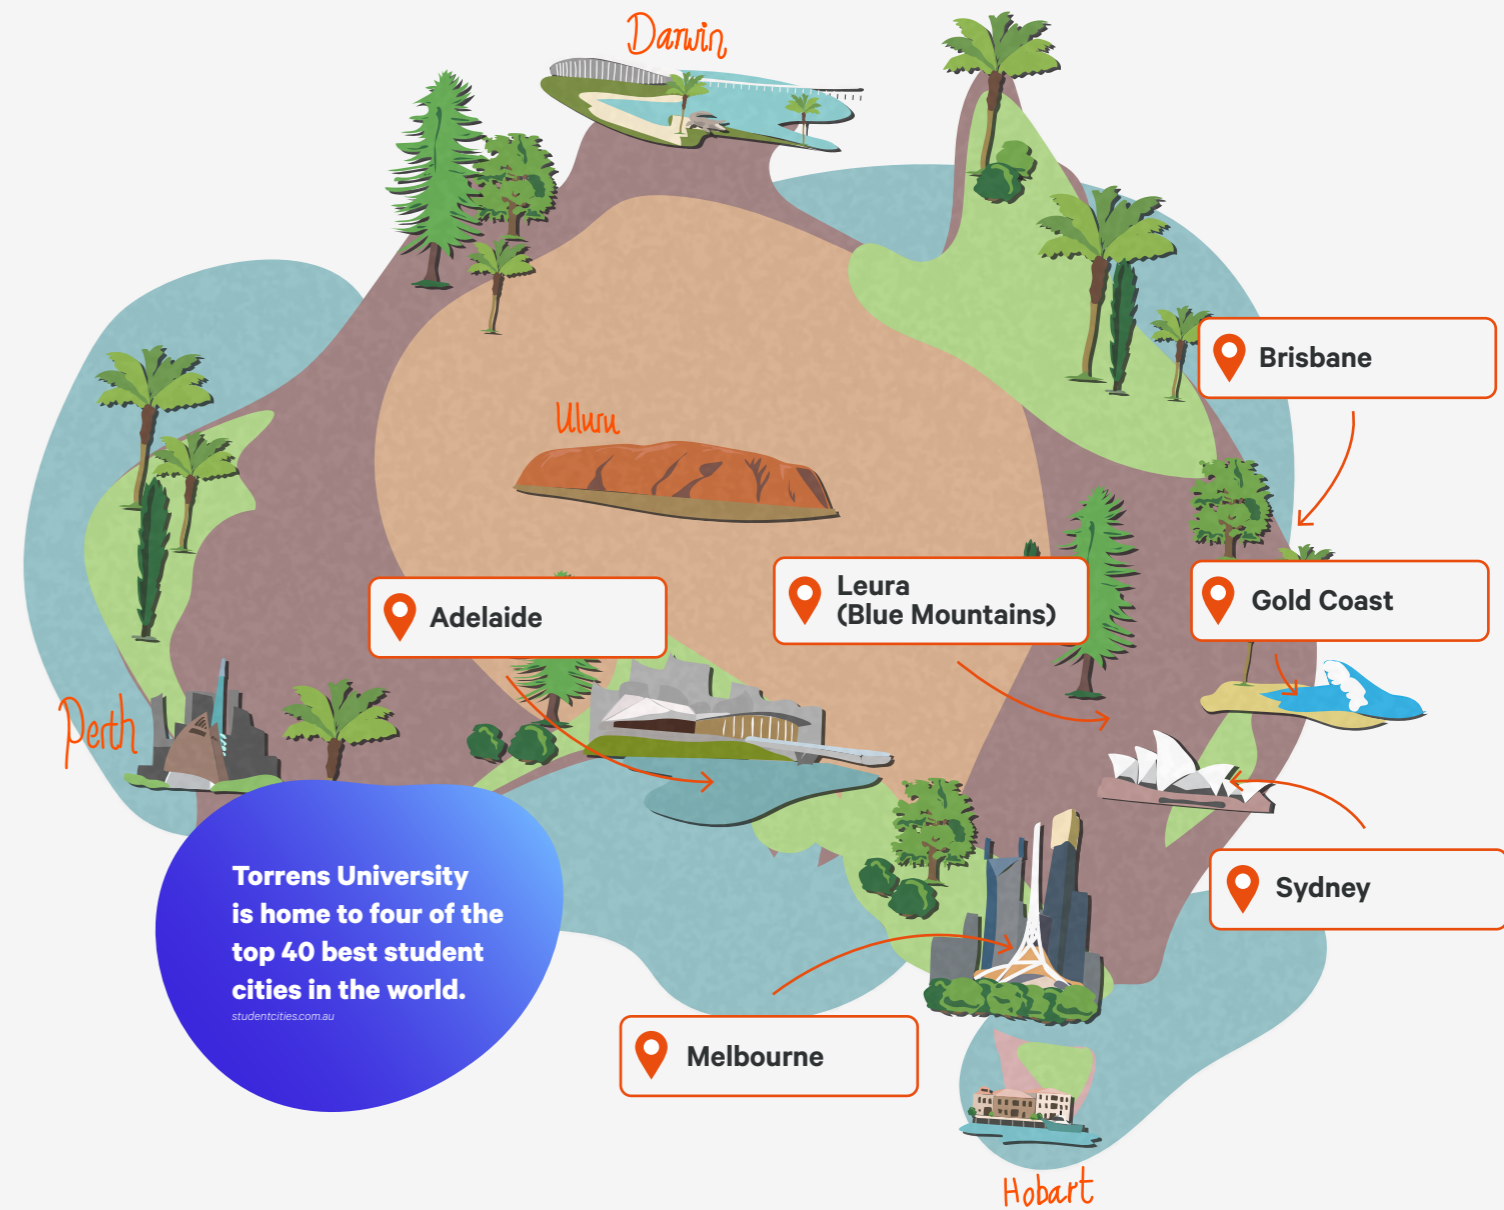 Darwin
Brisbane
Uluru
Leura
(Blue Mountains)
Gold Coast
Adelaide
Perth
Torrens University
is home to four of the
top 40 best student
cities in the world.
studentcities.com.au
Sydney
Melbourne
Hobart